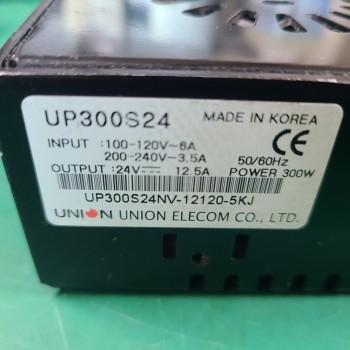 UP300S24 MADE IN KOREA
INPUT :100-120V~6A
200-240V~3.5A 50/60Hz CE
OUTPUT :24V⎓ 12.5A POWER 300W
UP300S24NV-12120-5KJ
UNION UNION ELECOM CO., LTD.